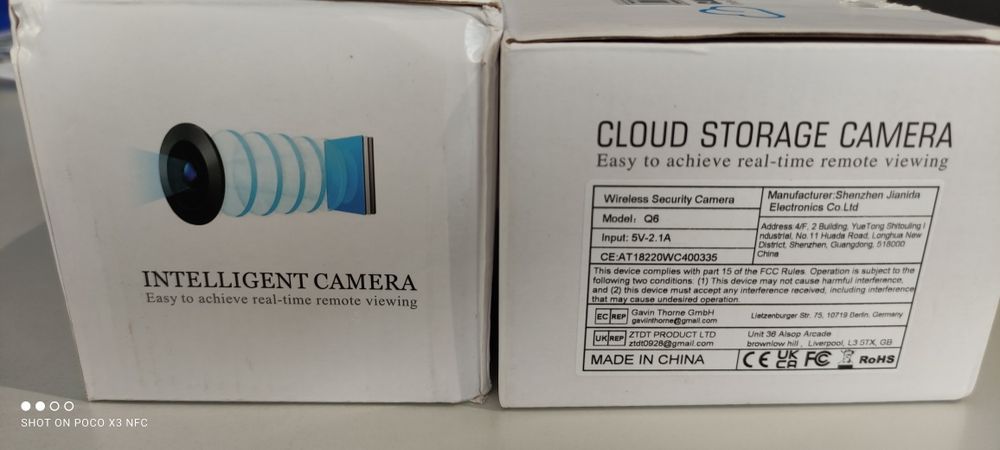 INTELLIGENT CAMERA
Easy to achieve real-time remote viewing
CLOUD STORAGE CAMERA
Easy to achieve real-time remote viewing
Wireless Security Camera
Model: Q6
Input: 5V-2.1A
CE:AT18220WC400335
Manufacturer:Shenzhen Jianida
Electronics Co.Ltd
Address:4/F, 2 Building, YueTong Shitouling I
ndustrial, No.11 Huada Road, Longhua New
District, Shenzhen, Guangdong, 518000
China
This device complies with part 15 of the FCC Rules. Operation is subject to the
following two conditions: (1) This device may not cause harmful interference,
and (2) this device must accept any interference received, including interference
that may cause undesired operation.
EC REP Gavin Thorne GmbH
gaviinthorne@gmail.com
Lietzenburger Str. 75, 10719 Berlin, Germany
UK REP ZTDT PRODUCT LTD
ztdt0928@gmail.com
Unit 36 Alsop Arcade
brownlow hill , Liverpool, L3 5TX, GB
MADE IN CHINA
CE UKCA FC RoHS
SHOT ON POCO X3 NFC